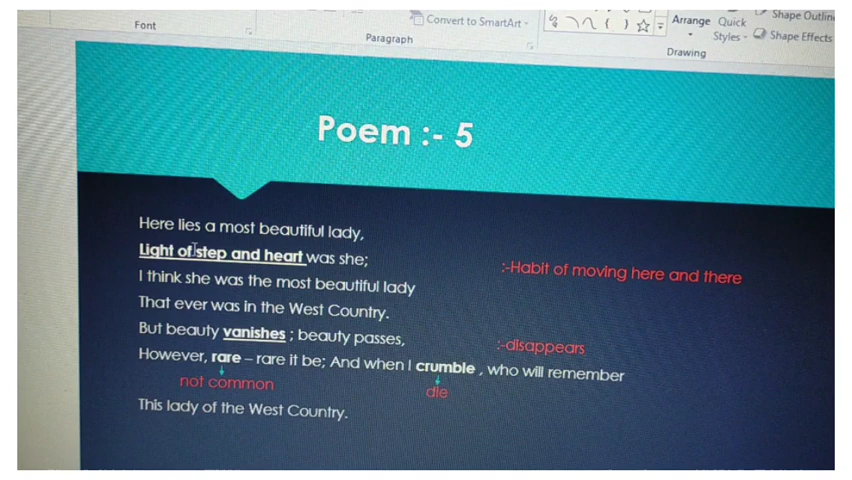 Font
Paragraph
Convert to SmartArt
Arrange
Quick
Styles
Shape Outlin
Shape Effects
Drawing
Poem :- 5
Here lies a most beautiful lady,
Light of step and heart was she; :-Habit of moving here and there
I think she was the most beautiful lady
That ever was in the West Country.
But beauty vanishes ; beauty passes, :-disappears
However, rare – rare it be; And when I crumble , who will remember
not common die
This lady of the West Country.